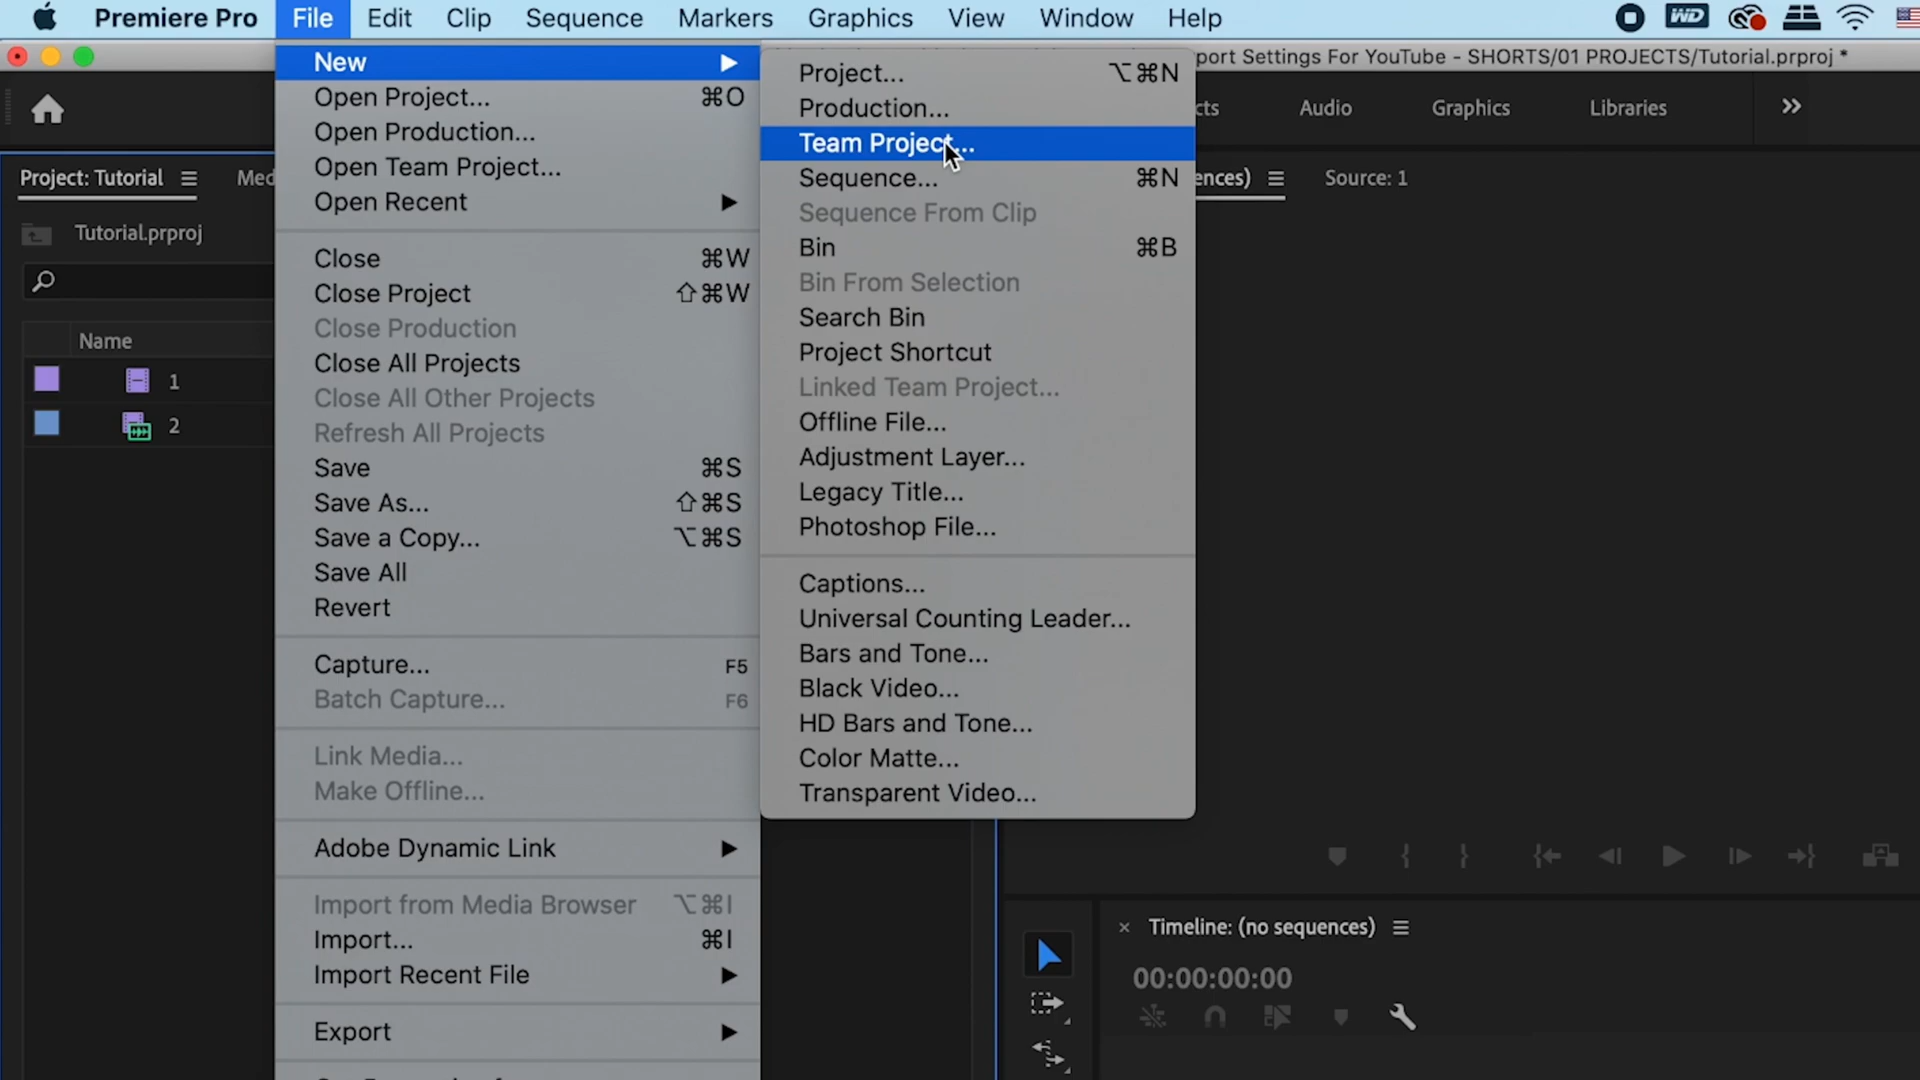 Premiere Pro File Edit Clip Sequence Markers Graphics View Window Help WD
port Settings For YouTube - SHORTS/01 PROJECTS/Tutorial.prproj *
cts Audio Graphics Libraries
Project: Tutorial Med
Tutorial.prproj
Name
1
2
New
Open Project... ⌘O
Open Production...
Open Team Project...
Open Recent
Close ⌘W
Close Project ⇧⌘W
Close Production
Close All Projects
Close All Other Projects
Refresh All Projects
Save ⌘S
Save As... ⇧⌘S
Save a Copy... ⌥⌘S
Save All
Revert
Capture... F5
Batch Capture... F6
Link Media...
Make Offline...
Adobe Dynamic Link
Import from Media Browser ⌥⌘I
Import... ⌘I
Import Recent File
Export
Project... ⌥⌘N
Production...
Team Project...
Sequence... ⌘N
Sequence From Clip
Bin ⌘B
Bin From Selection
Search Bin
Project Shortcut
Linked Team Project...
Offline File...
Adjustment Layer...
Legacy Title...
Photoshop File...
Captions...
Universal Counting Leader...
Bars and Tone...
Black Video...
HD Bars and Tone...
Color Matte...
Transparent Video...
ences) Source: 1
Timeline: (no sequences)
00:00:00:00